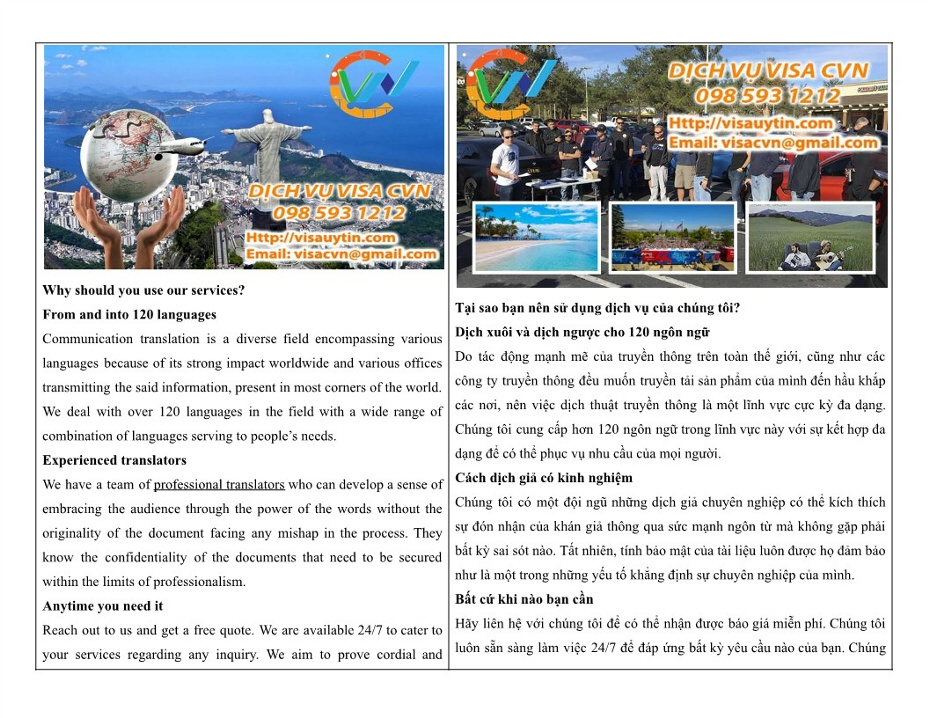 DỊCH VỤ VISA CVN
098 593 1212
Http://visauytin.com
Email: visacvn@gmail.com
Why should you use our services?
From and into 120 languages
Communication translation is a diverse field encompassing various
languages because of its strong impact worldwide and various offices
transmitting the said information, present in most corners of the world.
We deal with over 120 languages in the field with a wide range of
combination of languages serving to people's needs.
Experienced translators
We have a team of professional translators who can develop a sense of
embracing the audience through the power of the words without the
originality of the document facing any mishap in the process. They
know the confidentiality of the documents that need to be secured
within the limits of professionalism.
Anytime you need it
Reach out to us and get a free quote. We are available 24/7 to cater to
your services regarding any inquiry. We aim to prove cordial and
DỊCH VỤ VISA CVN
098 593 1212
Http://visauytin.com
Email: visacvn@gmail.com
Tại sao bạn nên sử dụng dịch vụ của chúng tôi?
Dịch xuôi và dịch ngược cho 120 ngôn ngữ
Do tác động mạnh mẽ của truyền thông trên toàn thế giới, cũng như các
công ty truyền thông đều muốn truyền tải sản phẩm của mình đến hầu khắp
các nơi, nên việc dịch thuật truyền thông là một lĩnh vực cực kỳ đa dạng.
Chúng tôi cung cấp hơn 120 ngôn ngữ trong lĩnh vực này với sự kết hợp đa
dạng để có thể phục vụ nhu cầu của mọi người.
Cách dịch giả có kinh nghiệm
Chúng tôi có một đội ngũ những dịch giả chuyên nghiệp có thể kích thích
sự đón nhận của khán giả thông qua sức mạnh ngôn từ mà không gặp phải
bất kỳ sai sót nào. Tất nhiên, tính bảo mật của tài liệu luôn được họ đảm bảo
như là một trong những yếu tố khẳng định sự chuyên nghiệp của mình.
Bất cứ khi nào bạn cần
Hãy liên hệ với chúng tôi để có thể nhận được báo giá miễn phí. Chúng tôi
luôn sẵn sàng làm việc 24/7 để đáp ứng bất kỳ yêu cầu nào của bạn. Chúng